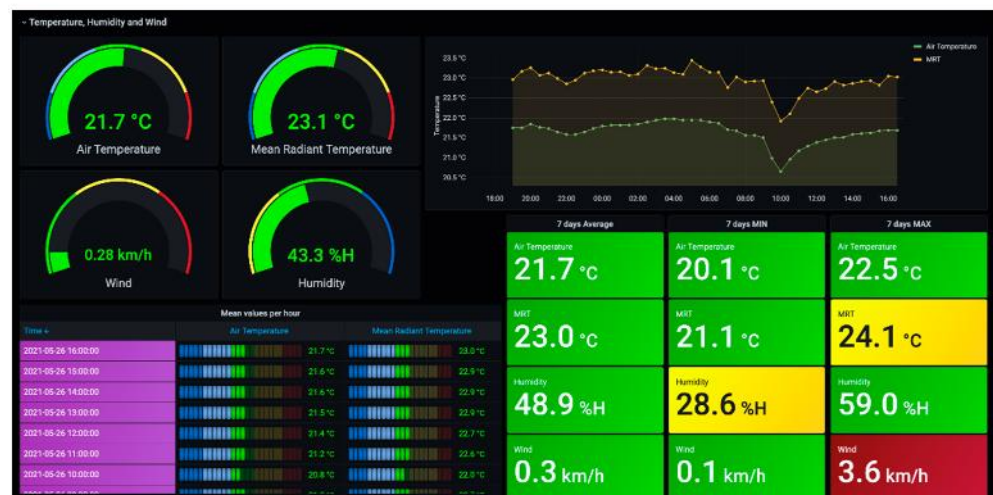 ~ Temperature, Humidity and Wind
21.7 °C
Air Temperature
23.1 °C
Mean Radiant Temperature
0.28 km/h
Wind
43.3 %H
Humidity
Air Temperature
MRT
Temperature
23.5 °C
23.0 °C
22.5 °C
22.0 °C
21.5 °C
21.0 °C
20.5 °C
18:00 20:00 22:00 00:00 02:00 04:00 06:00 08:00 10:00 12:00 14:00 16:00
Mean values per hour
Time ↓ Air Temperature Mean Radiant Temperature
2021-05-26 16:00:00 21.7 °C 23.0 °C
2021-05-26 15:00:00 21.6 °C 22.9 °C
2021-05-26 14:00:00 21.6 °C 22.9 °C
2021-05-26 13:00:00 21.5 °C 22.9 °C
2021-05-26 12:00:00 21.4 °C 22.7 °C
2021-05-26 11:00:00 21.2 °C 22.6 °C
2021-05-26 10:00:00 20.8 °C 22.0 °C
7 days Average 7 days MIN 7 days MAX
Air Temperature Air Temperature Air Temperature
21.7 °C 20.1 °C 22.5 °C
MRT MRT MRT
23.0 °C 21.1 °C 24.1 °C
Humidity Humidity Humidity
48.9 %H 28.6 %H 59.0 %H
Wind Wind Wind
0.3 km/h 0.1 km/h 3.6 km/h